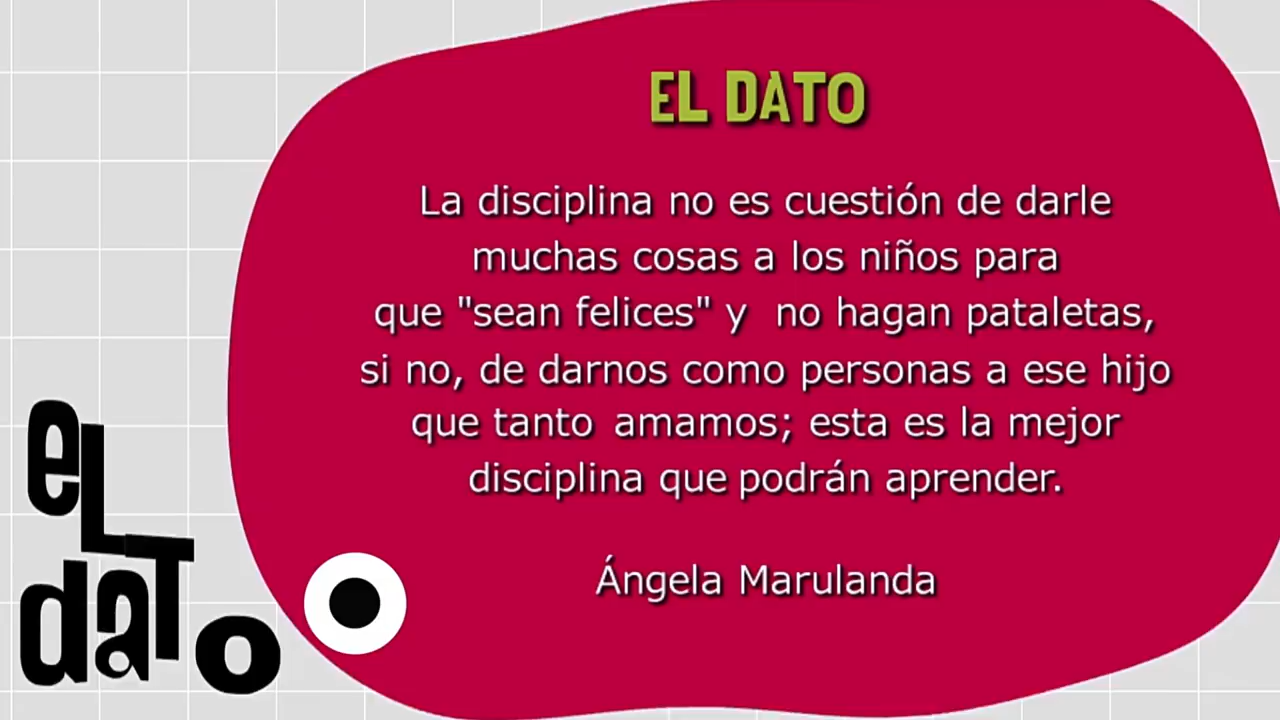 EL DATO
La disciplina no es cuestión de darle
muchas cosas a los niños para
que "sean felices" y no hagan pataletas,
si no, de darnos como personas a ese hijo
que tanto amamos; esta es la mejor
disciplina que podrán aprender.
Ángela Marulanda
eL
daTo